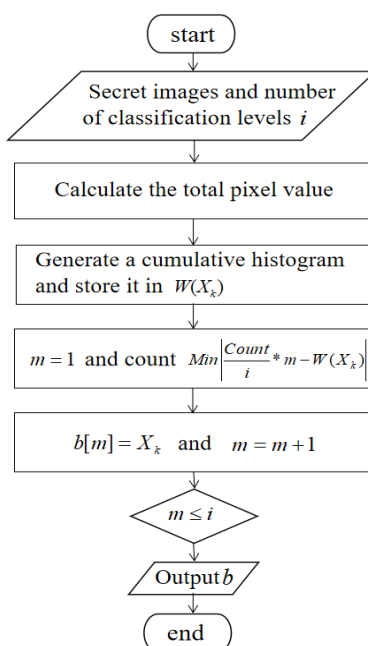 start
Secret images and number
of classification levels i
Calculate the total pixel value
Generate a cumulative histogram
and store it in W(X_k)
m = 1 and count Min|Count/i * m − W(X_k)|
b[m] = X_k and m = m + 1
m ≤ i
Output b
end